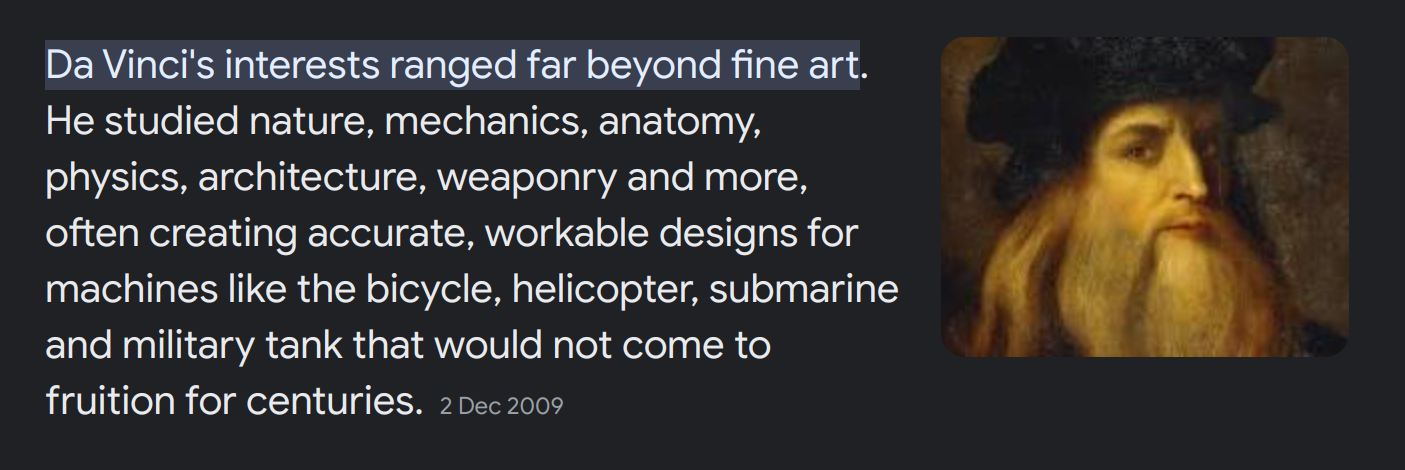 Da Vinci's interests ranged far beyond fine art.
He studied nature, mechanics, anatomy,
physics, architecture, weaponry and more,
often creating accurate, workable designs for
machines like the bicycle, helicopter, submarine
and military tank that would not come to
fruition for centuries. 2 Dec 2009